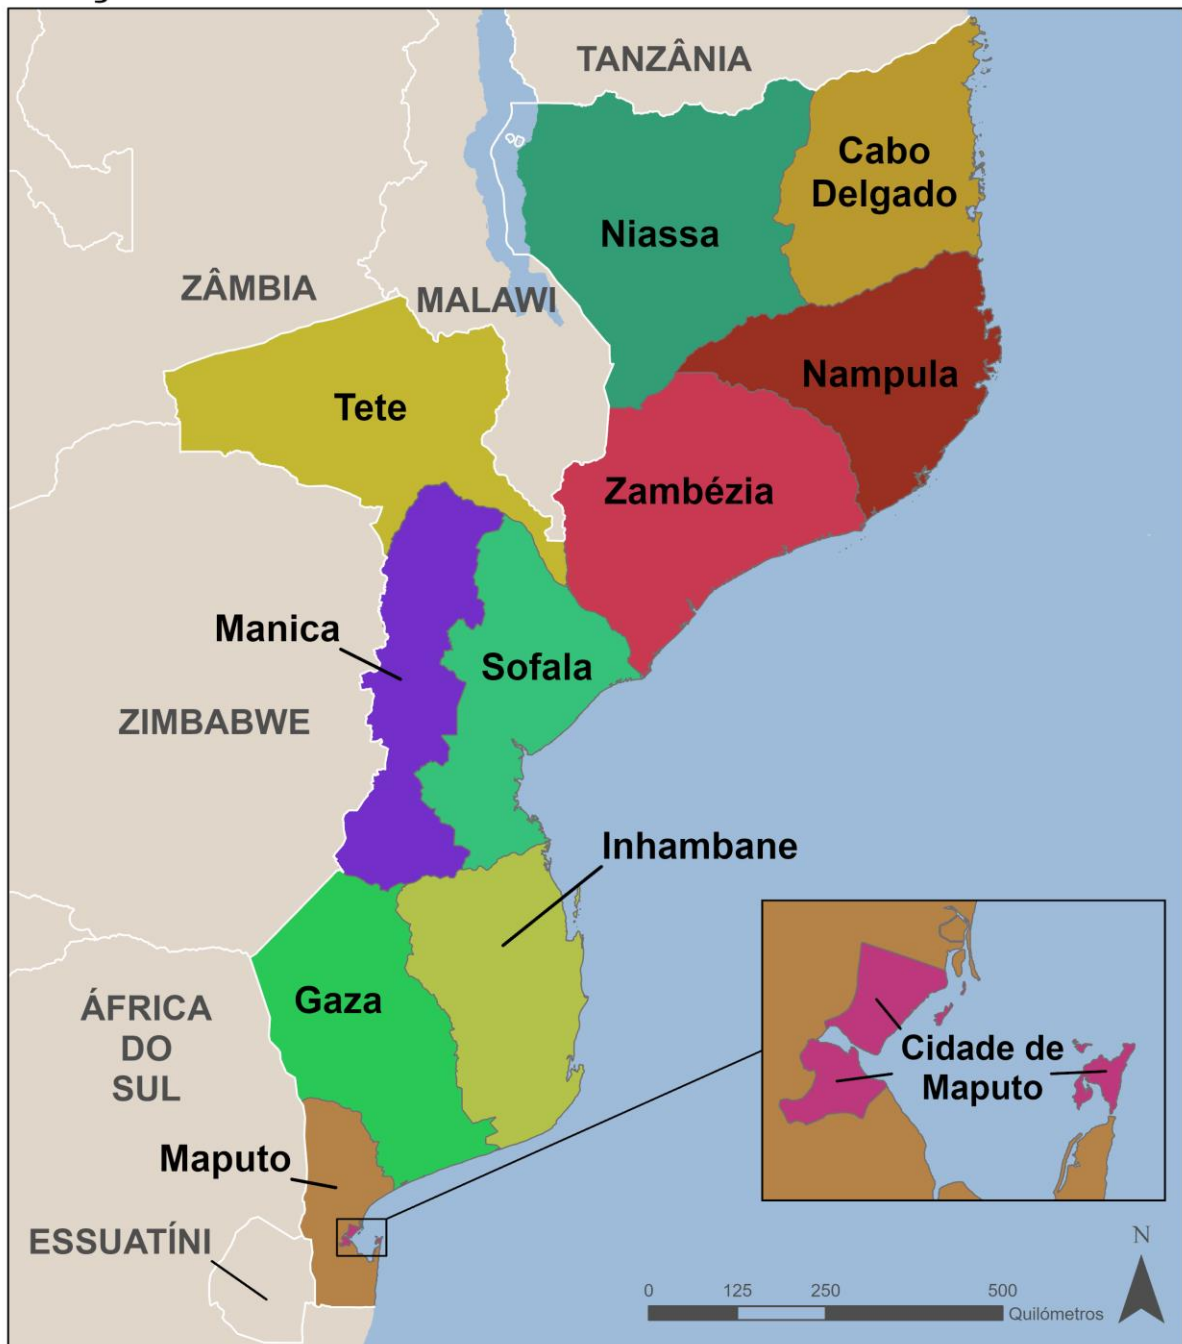 TANZÂNIA
Cabo
Delgado
Niassa
ZÂMBIA
MALAWI
Nampula
Tete
Zambézia
Manica
Sofala
ZIMBABWE
Inhambane
Gaza
ÁFRICA
DO
SUL
Cidade de
Maputo
Maputo
ESSUATÍNI
N
0 125 250 500
Quilómetros